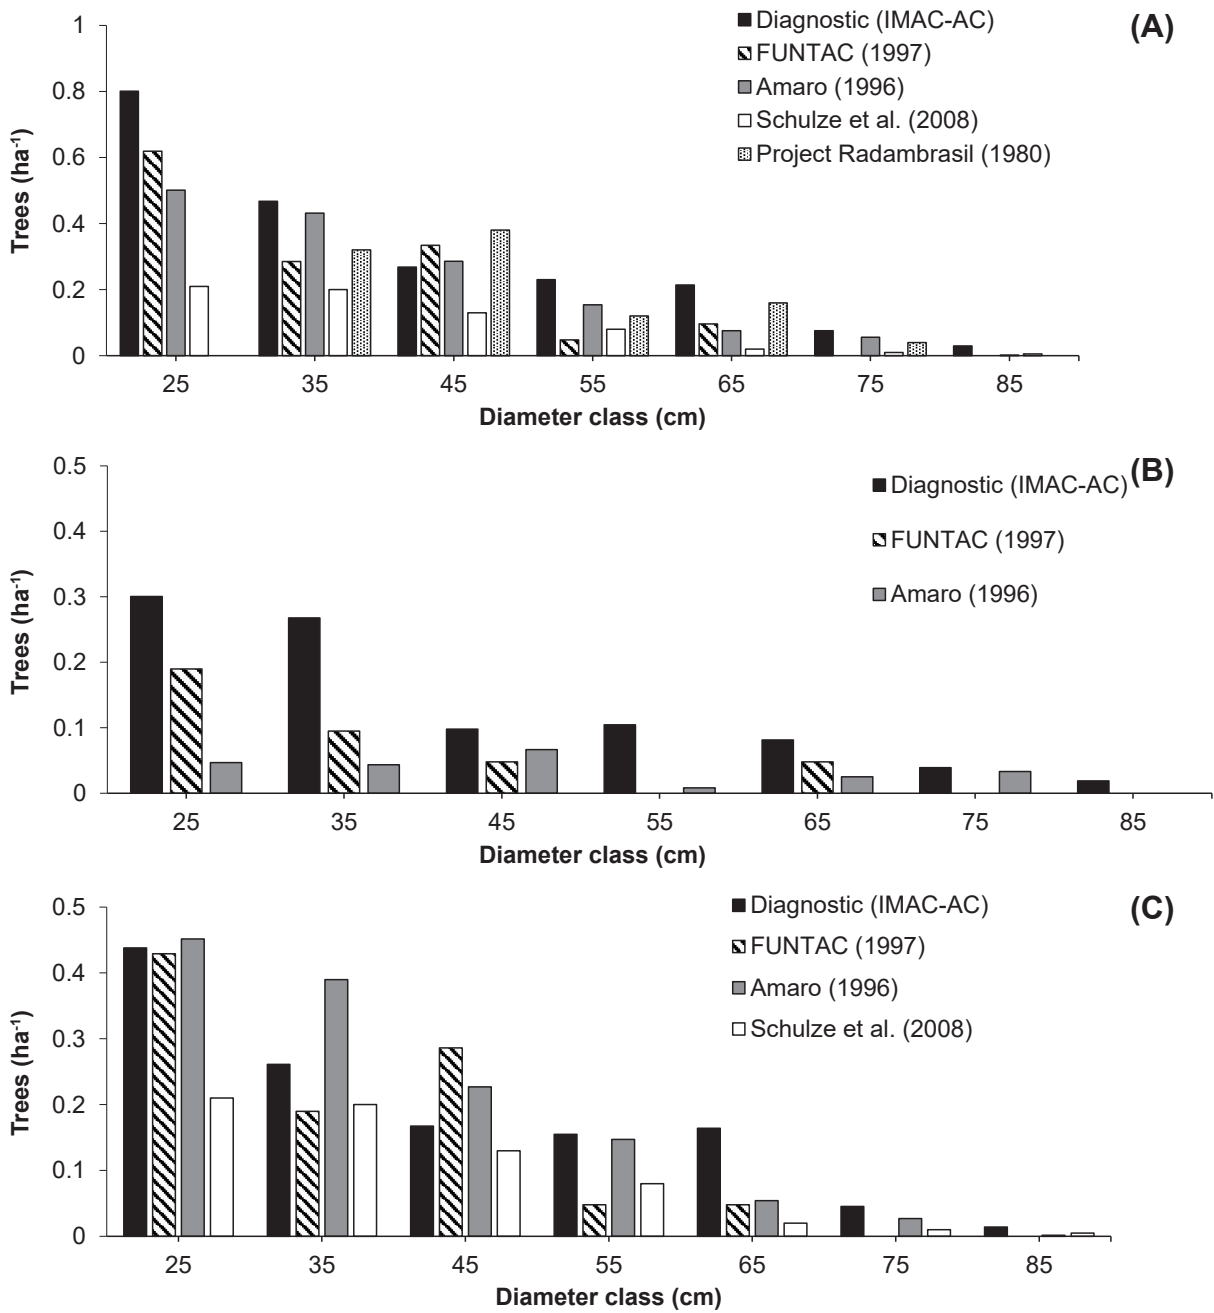 (A)
Diagnostic (IMAC-AC)
FUNTAC (1997)
Amaro (1996)
Schulze et al. (2008)
Project Radambrasil (1980)
Trees (ha⁻¹)
1
0.8
0.6
0.4
0.2
0
25 35 45 55 65 75 85
Diameter class (cm)
(B)
Diagnostic (IMAC-AC)
FUNTAC (1997)
Amaro (1996)
Trees (ha⁻¹)
0.5
0.4
0.3
0.2
0.1
0
25 35 45 55 65 75 85
Diameter class (cm)
(C)
Diagnostic (IMAC-AC)
FUNTAC (1997)
Amaro (1996)
Schulze et al. (2008)
Trees (ha⁻¹)
0.5
0.4
0.3
0.2
0.1
0
25 35 45 55 65 75 85
Diameter class (cm)